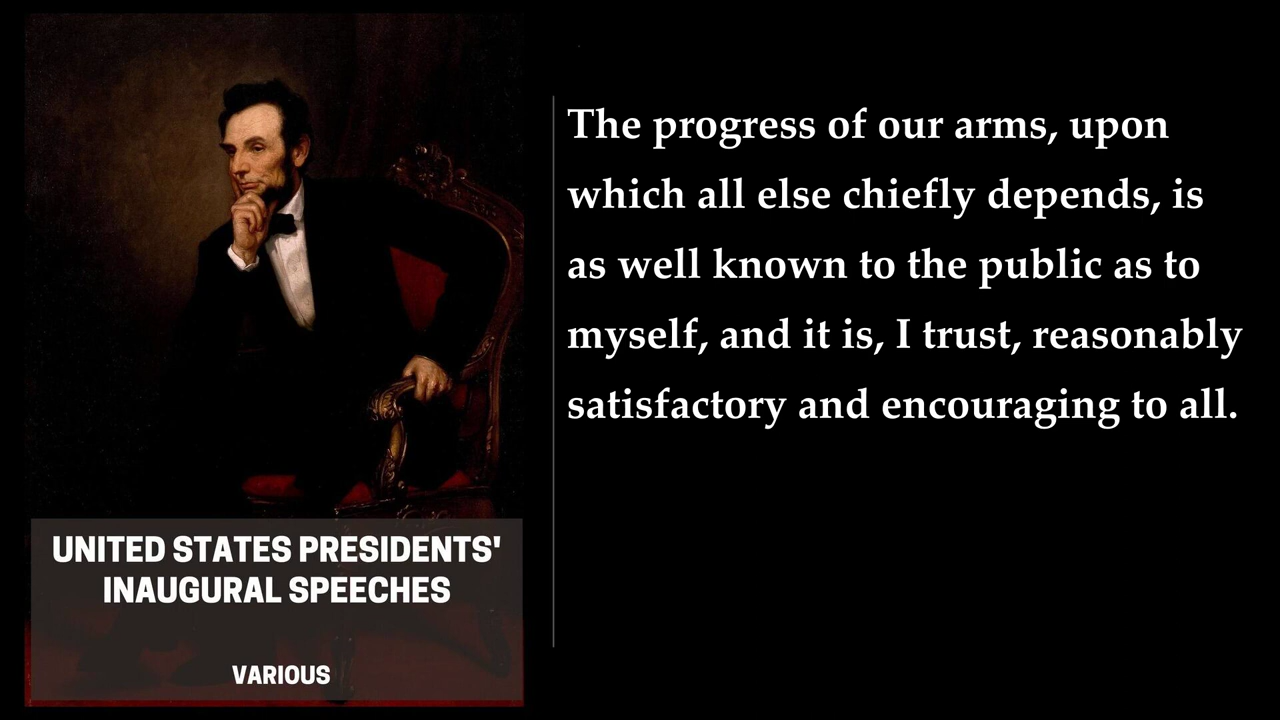 The progress of our arms, upon
which all else chiefly depends, is
as well known to the public as to
myself, and it is, I trust, reasonably
satisfactory and encouraging to all.
UNITED STATES PRESIDENTS'
INAUGURAL SPEECHES
VARIOUS